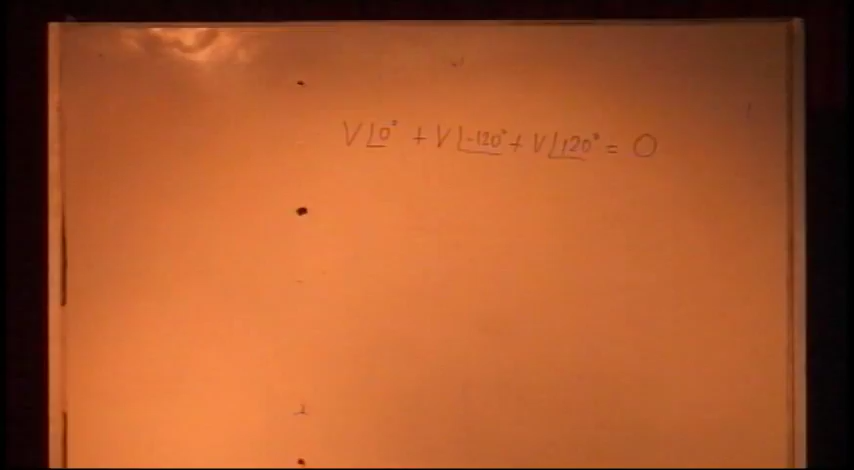 V∠0° + V∠-120° + V∠120° = 0